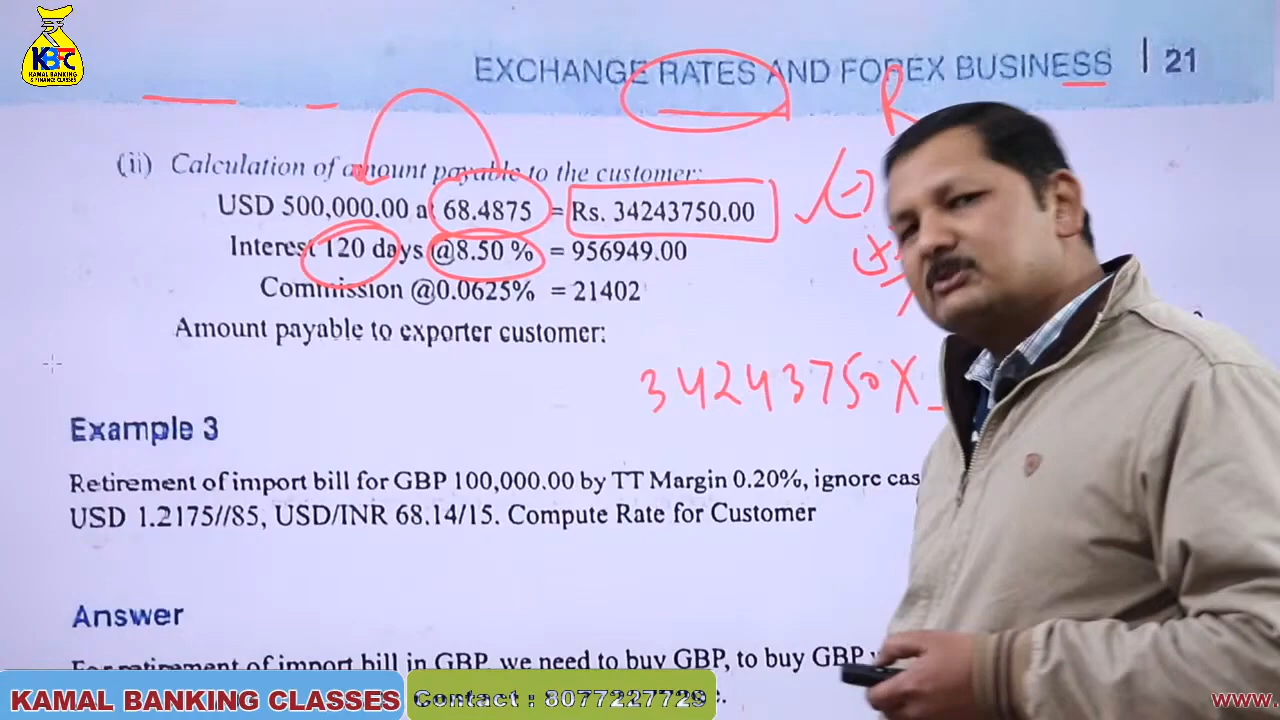 KBFC
KAMAL BANKING
& FINANCE CLASSES
EXCHANGE RATES AND FOREX BUSINESS | 21
R
(ii) Calculation of amount payable to the customer:
USD 500,000.00 at 68.4875 = Rs. 34243750.00
Interest 120 days @8.50 % = 956949.00
Commission @0.0625% = 21402
Amount payable to exporter customer:
34243750 X
Example 3
Retirement of import bill for GBP 100,000.00 by TT Margin 0.20%, ignore
USD 1.2175//85, USD/INR 68.14/15. Compute Rate for Customer
Answer
For retirement of import bill in GBP, we need to buy GBP, to buy GBP
KAMAL BANKING CLASSES
Contact : 8077227729
www.